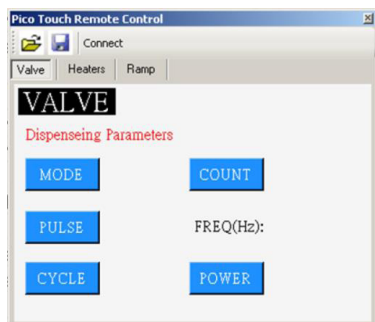 Pico Touch Remote Control
Connect
Valve Heaters Ramp
VALVE
Dispenseing Parameters
MODE COUNT
PULSE FREQ(Hz):
CYCLE POWER